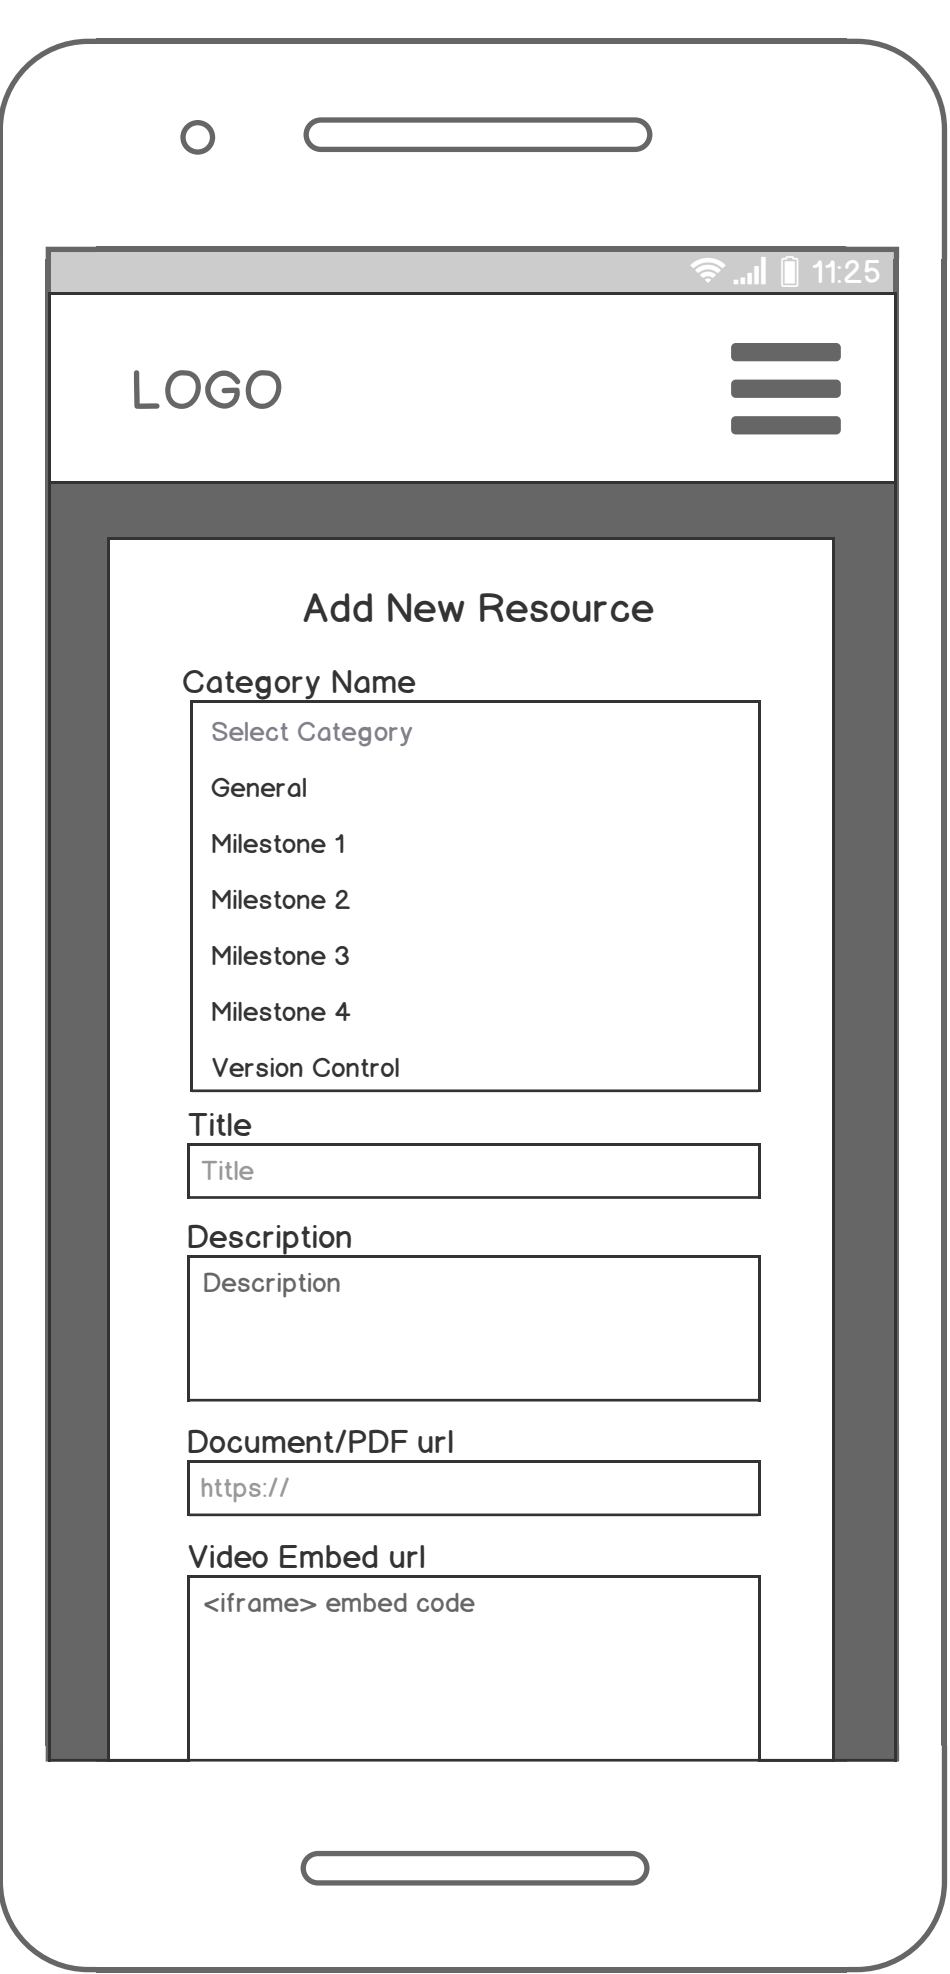 11:25
LOGO
Add New Resource
Category Name
Select Category
General
Milestone 1
Milestone 2
Milestone 3
Milestone 4
Version Control
Title
Title
Description
Description
Document/PDF url
https://
Video Embed url
<iframe> embed code